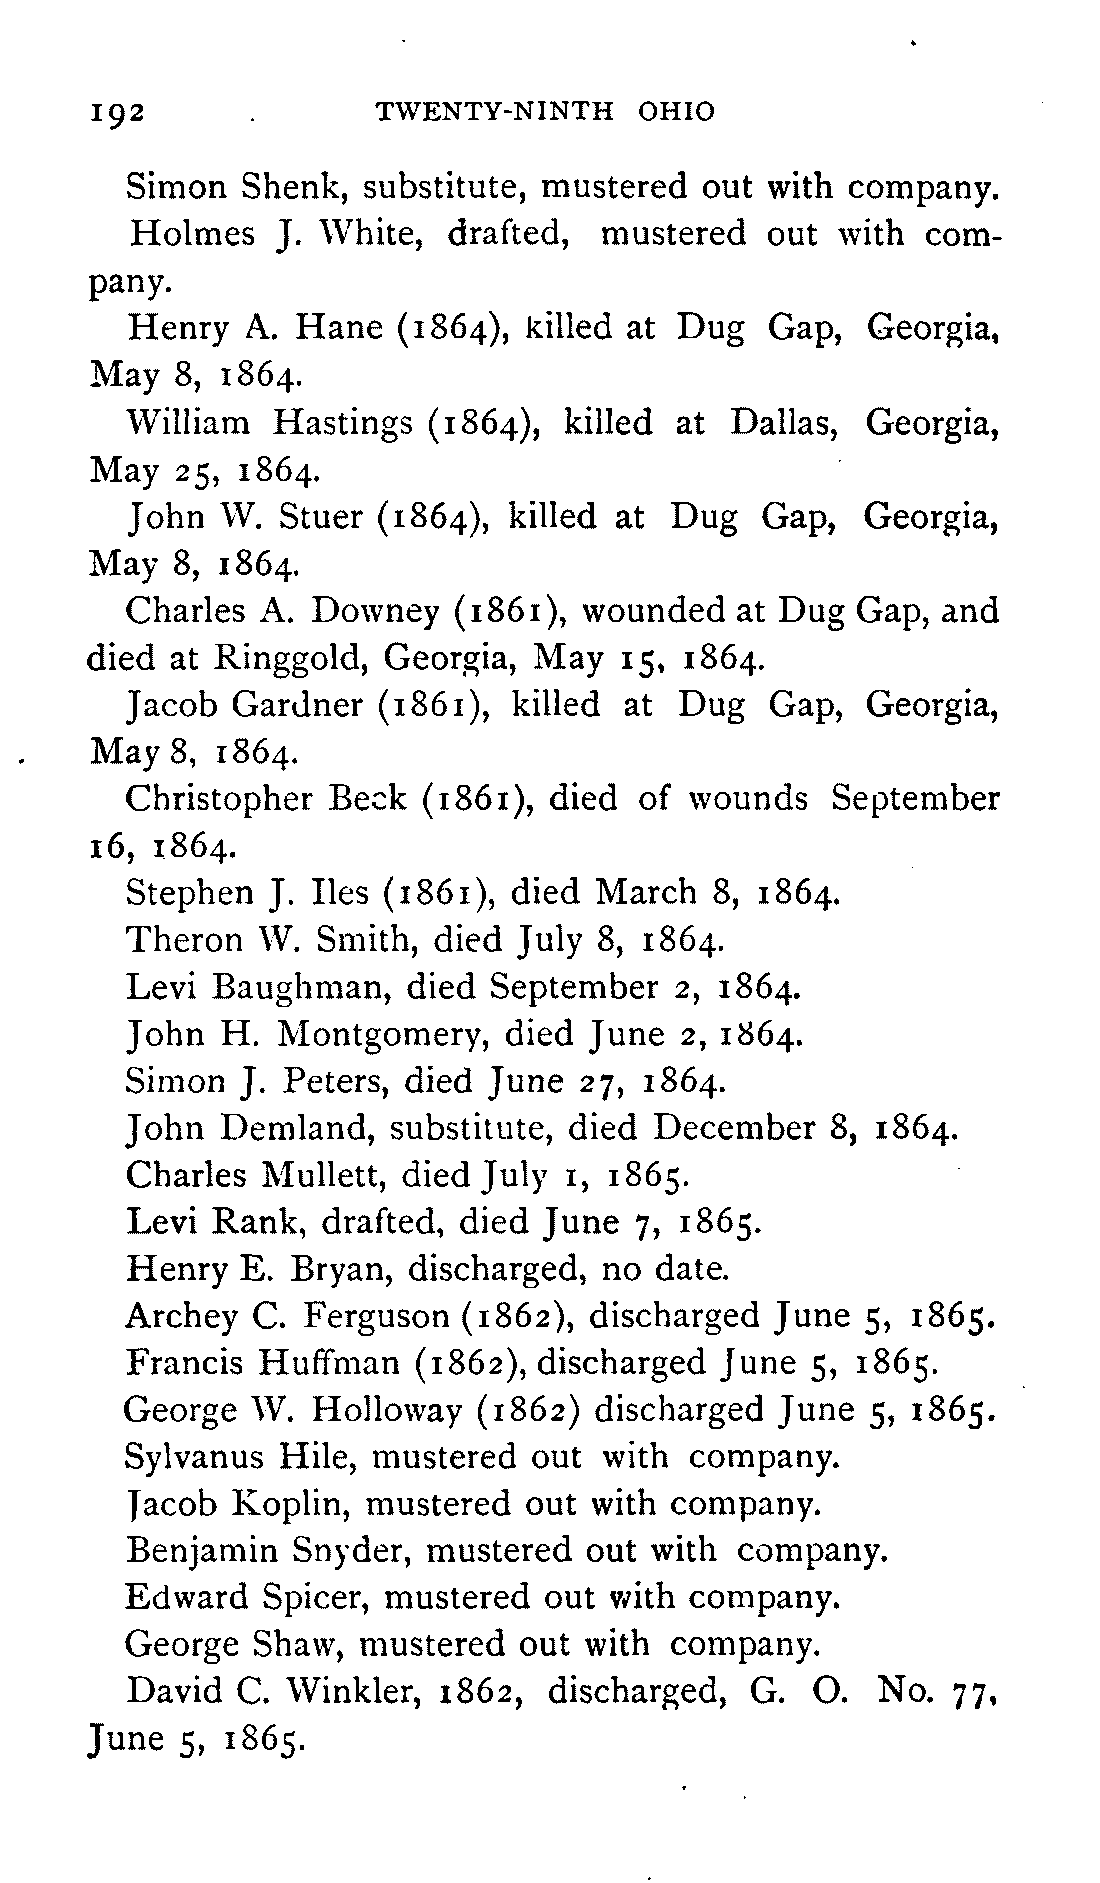 192 TWENTY-NINTH OHIO
Simon Shenk, substitute, mustered out with company.
Holmes J. White, drafted, mustered out with com-
pany.
Henry A. Hane (1864), killed at Dug Gap, Georgia,
May 8, 1864.
William Hastings (1864), killed at Dallas, Georgia,
May 25, 1864.
John W. Stuer (1864), killed at Dug Gap, Georgia,
May 8, 1864.
Charles A. Downey (1861), wounded at Dug Gap, and
died at Ringgold, Georgia, May 15, 1864.
Jacob Gardner (1861), killed at Dug Gap, Georgia,
May 8, 1864.
Christopher Beck (1861), died of wounds September
16, 1864.
Stephen J. Iles (1861), died March 8, 1864.
Theron W. Smith, died July 8, 1864.
Levi Baughman, died September 2, 1864.
John H. Montgomery, died June 2, 1864.
Simon J. Peters, died June 27, 1864.
John Demland, substitute, died December 8, 1864.
Charles Mullett, died July 1, 1865.
Levi Rank, drafted, died June 7, 1865.
Henry E. Bryan, discharged, no date.
Archey C. Ferguson (1862), discharged June 5, 1865.
Francis Huffman (1862), discharged June 5, 1865.
George W. Holloway (1862) discharged June 5, 1865.
Sylvanus Hile, mustered out with company.
Jacob Koplin, mustered out with company.
Benjamin Snyder, mustered out with company.
Edward Spicer, mustered out with company.
George Shaw, mustered out with company.
David C. Winkler, 1862, discharged, G. O. No. 77,
June 5, 1865.